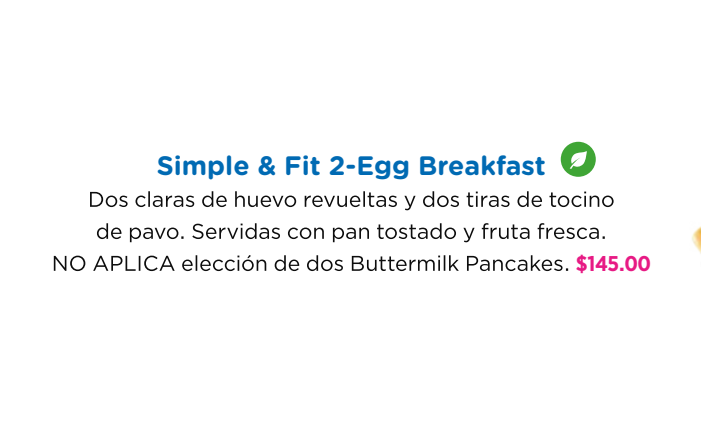 Simple & Fit 2-Egg Breakfast
Dos claras de huevo revueltas y dos tiras de tocino
de pavo. Servidas con pan tostado y fruta fresca.
NO APLICA elección de dos Buttermilk Pancakes. $145.00